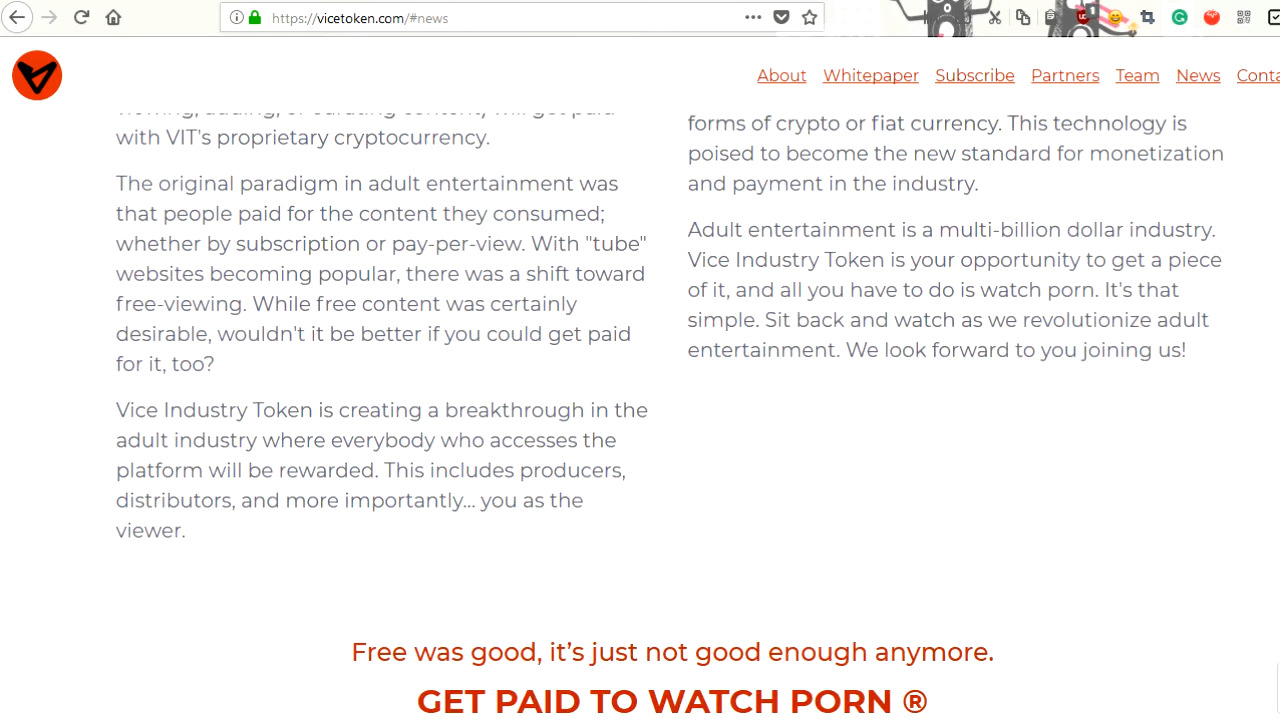 https://vicetoken.com/#news
About Whitepaper Subscribe Partners Team News Conta
viewing, adding, or curating content, will get paid
with VIT's proprietary cryptocurrency.
The original paradigm in adult entertainment was
that people paid for the content they consumed;
whether by subscription or pay-per-view. With "tube"
websites becoming popular, there was a shift toward
free-viewing. While free content was certainly
desirable, wouldn't it be better if you could get paid
for it, too?
Vice Industry Token is creating a breakthrough in the
adult industry where everybody who accesses the
platform will be rewarded. This includes producers,
distributors, and more importantly... you as the
viewer.
forms of crypto or fiat currency. This technology is
poised to become the new standard for monetization
and payment in the industry.
Adult entertainment is a multi-billion dollar industry.
Vice Industry Token is your opportunity to get a piece
of it, and all you have to do is watch porn. It's that
simple. Sit back and watch as we revolutionize adult
entertainment. We look forward to you joining us!
Free was good, it’s just not good enough anymore.
GET PAID TO WATCH PORN ®